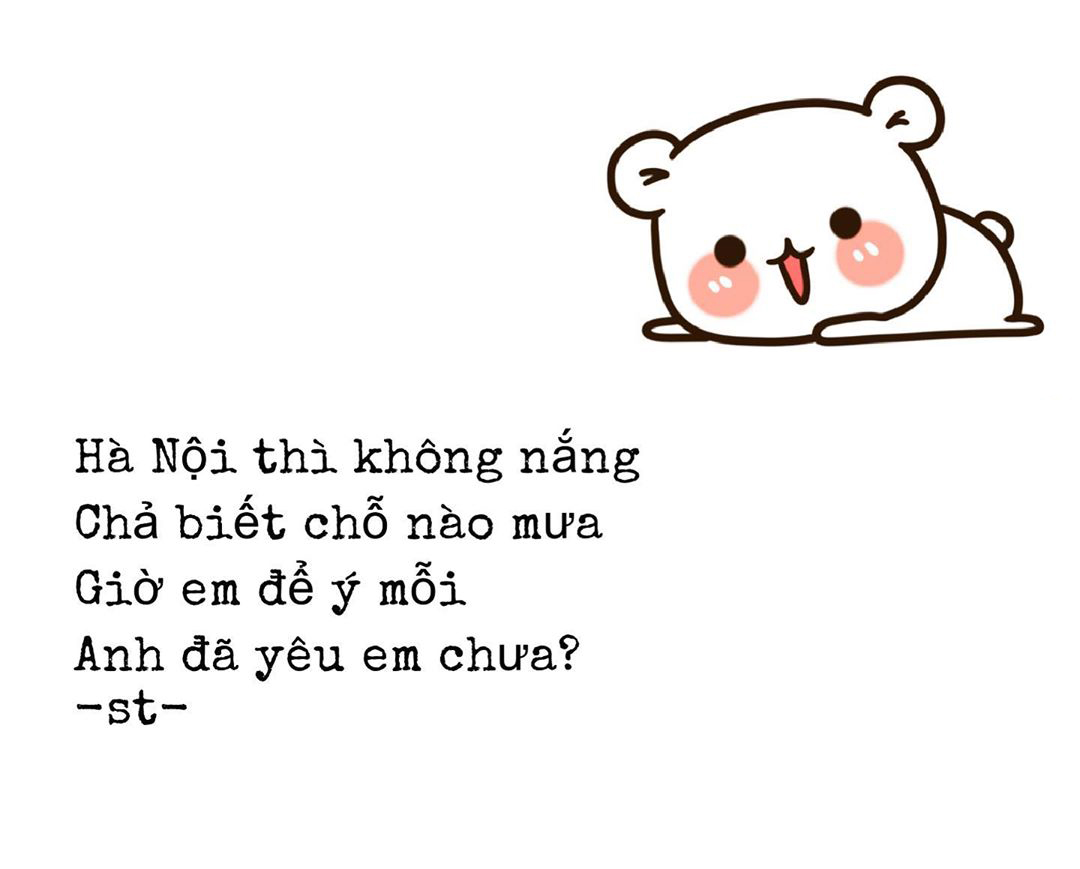 Hà Nội thì không nắng
Chả biết chỗ nào mưa
Giờ em để ý mỗi
Anh đã yêu em chưa?
-st-